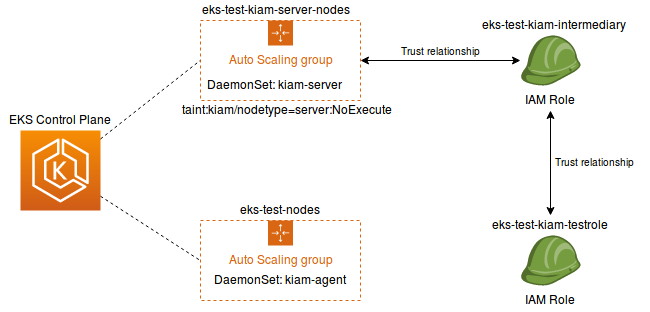 eks-test-kiam-server-nodes
Auto Scaling group
DaemonSet: kiam-server
taint:kiam/nodetype=server:NoExecute
eks-test-kiam-intermediary
IAM Role
Trust relationship
Trust relationship
EKS Control Plane
K
eks-test-nodes
Auto Scaling group
DaemonSet: kiam-agent
eks-test-kiam-testrole
IAM Role